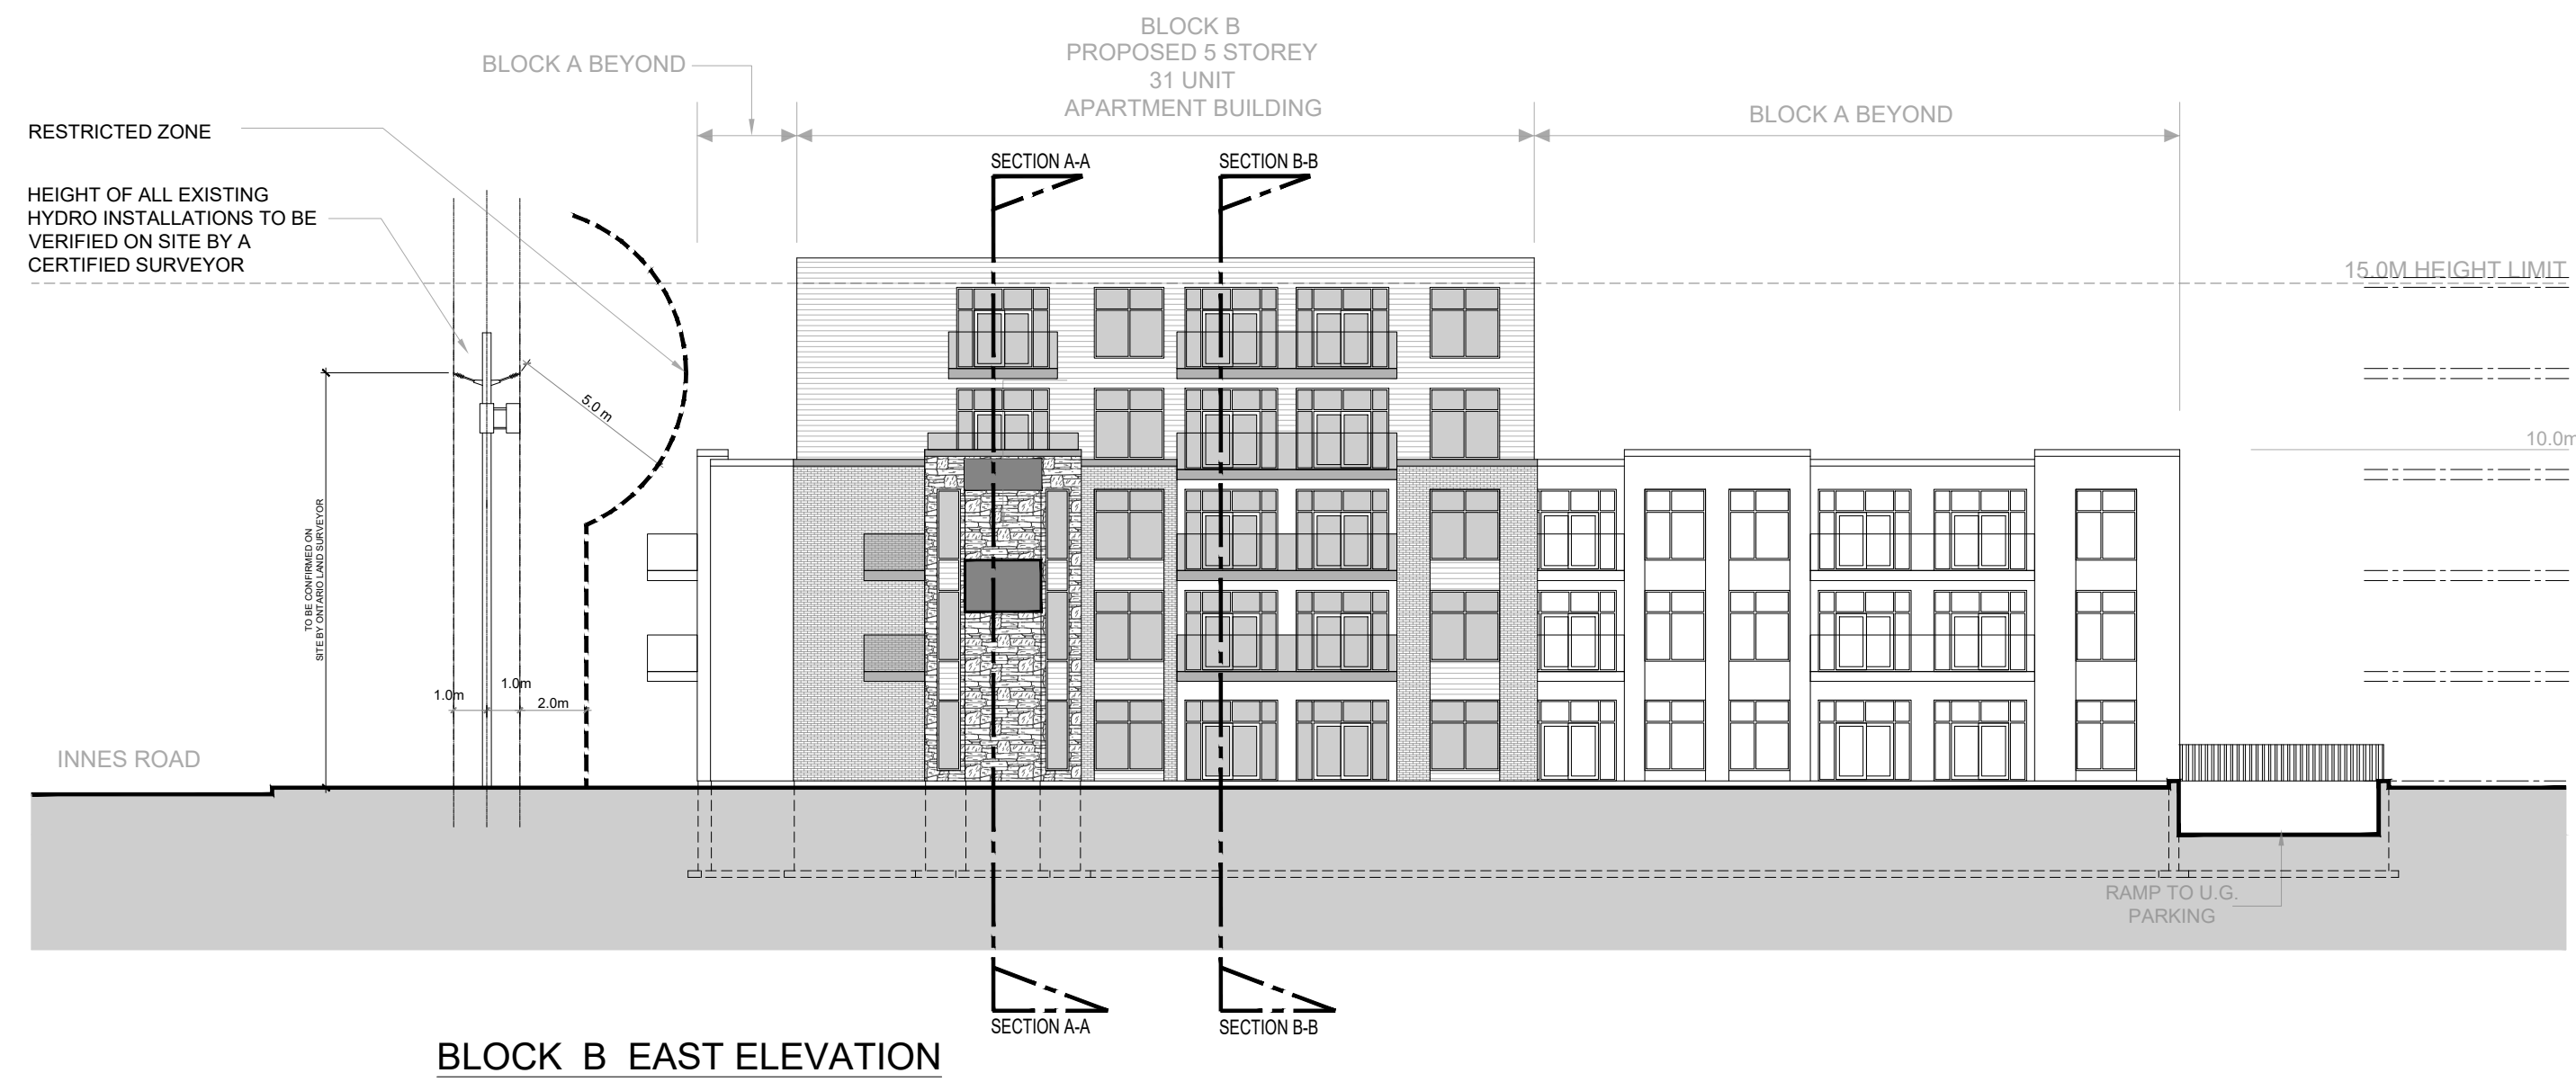 BLOCK B
PROPOSED 5 STOREY
31 UNIT
APARTMENT BUILDING
BLOCK A BEYOND
BLOCK A BEYOND
RESTRICTED ZONE
SECTION A-A
SECTION B-B
HEIGHT OF ALL EXISTING
HYDRO INSTALLATIONS TO BE
VERIFIED ON SITE BY A
CERTIFIED SURVEYOR
15.0M HEIGHT LIMIT
5.0 m
10.0m
TO BE CONFIRMED ON
SITE BY ONTARIO LAND SURVEYOR
1.0m
1.0m
2.0m
INNES ROAD
RAMP TO U.G.
PARKING
SECTION A-A
SECTION B-B
BLOCK B EAST ELEVATION